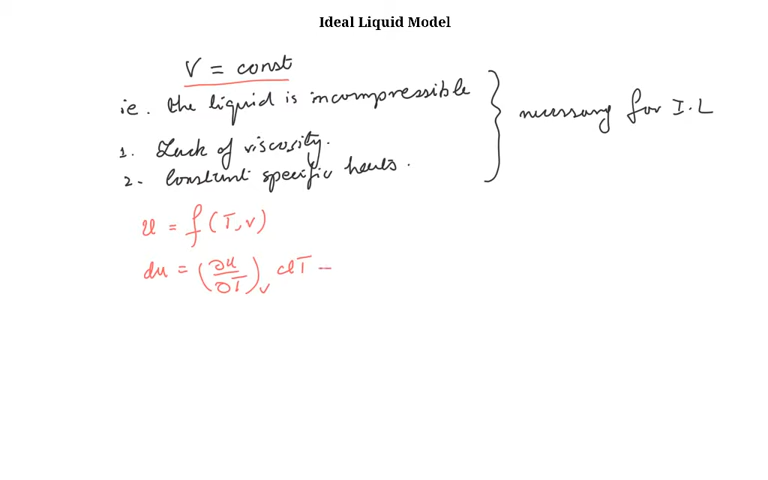 Ideal Liquid Model
V = const
ie. the liquid is incompressible
1. Lack of viscosity.
2- Constant specific heats.
necessary for I.L
u = f(T,v)
du = (∂u/∂T)_v dT –